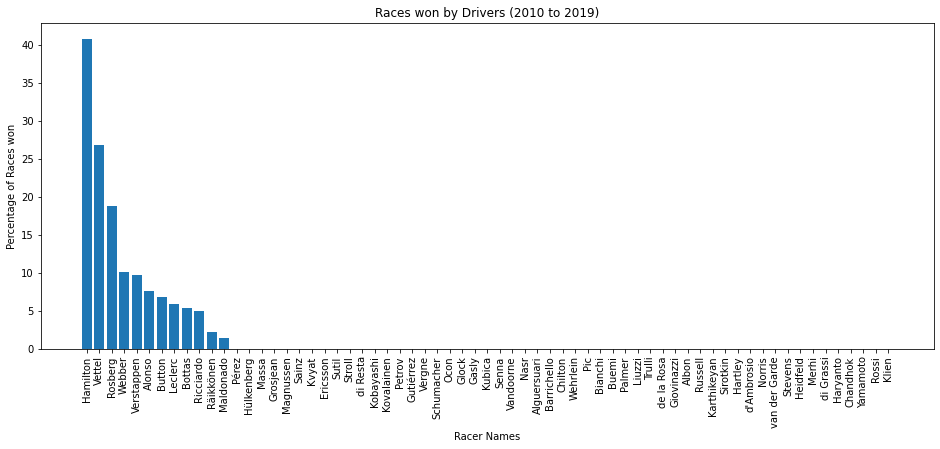 Races won by Drivers (2010 to 2019)
Percentage of Races won
40
35
30
25
20
15
10
5
0
Hamilton
Vettel
Rosberg
Webber
Verstappen
Alonso
Button
Leclerc
Bottas
Ricciardo
Räikkönen
Maldonado
Pérez
Hülkenberg
Massa
Grosjean
Magnussen
Sainz
Kvyat
Ericsson
Sutil
Stroll
di Resta
Kobayashi
Kovalainen
Petrov
Gutiérrez
Vergne
Schumacher
Ocon
Glock
Gasly
Kubica
Senna
Vandoorne
Nasr
Alguersuari
Barrichello
Chilton
Wehrlein
Pic
Bianchi
Buemi
Palmer
Liuzzi
Trulli
de la Rosa
Giovinazzi
Albon
Russell
Karthikeyan
Sirotkin
Hartley
d'Ambrosio
Norris
van der Garde
Stevens
Heidfeld
Merhi
di Grassi
Haryanto
Chandhok
Yamamoto
Rossi
Klien
Racer Names